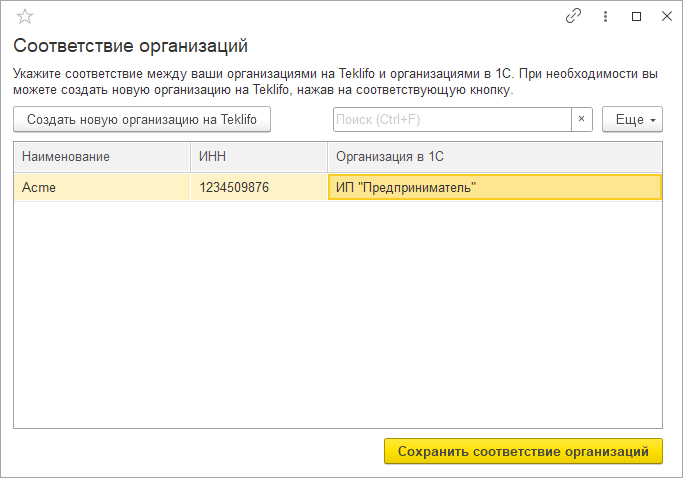 Соответствие организаций
Укажите соответствие между ваши организациями на Teklifo и организациями в 1С. При необходимости вы
можете создать новую организацию на Teklifo, нажав на соответствующую кнопку.
Создать новую организацию на Teklifo Поиск (Ctrl+F) × Еще
Наименование ИНН Организация в 1С
Acme 1234509876 ИП "Предприниматель"
Сохранить соответствие организаций